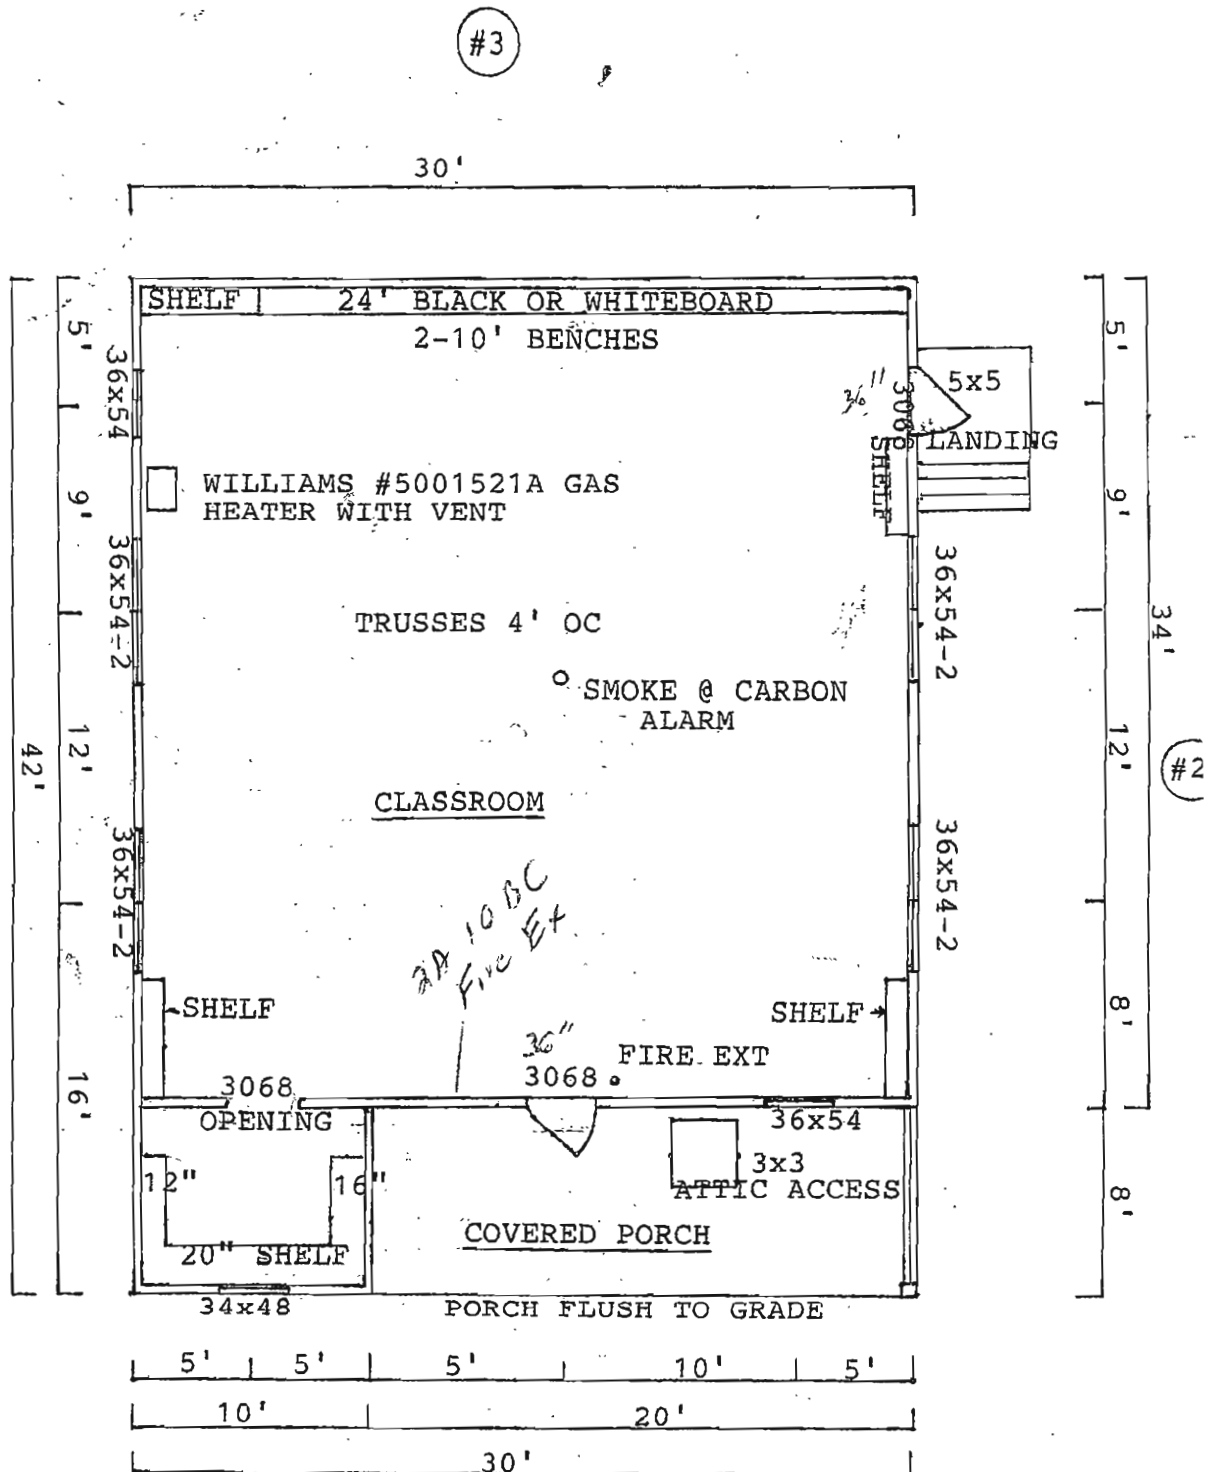 #3
30'
SHELF
24' BLACK OR WHITEBOARD
2-10' BENCHES
5'
36x54
36"
3068
5x5
LANDING
SHELF
5'
WILLIAMS #5001521A GAS
HEATER WITH VENT
9'
9'
36x54-2
36x54-2
TRUSSES 4' OC
34'
SMOKE @ CARBON
ALARM
42'
12'
12'
#2
CLASSROOM
36x54-2
36x54-2
2A 10 BC
Fire Ex
SHELF
SHELF
8'
36"
FIRE EXT
3068
3068
OPENING
16'
36x54
12"
16"
3x3
ATTIC ACCESS
8'
COVERED PORCH
20" SHELF
34x48
PORCH FLUSH TO GRADE
5' 5' 5' 10' 5'
10' 20'
30'